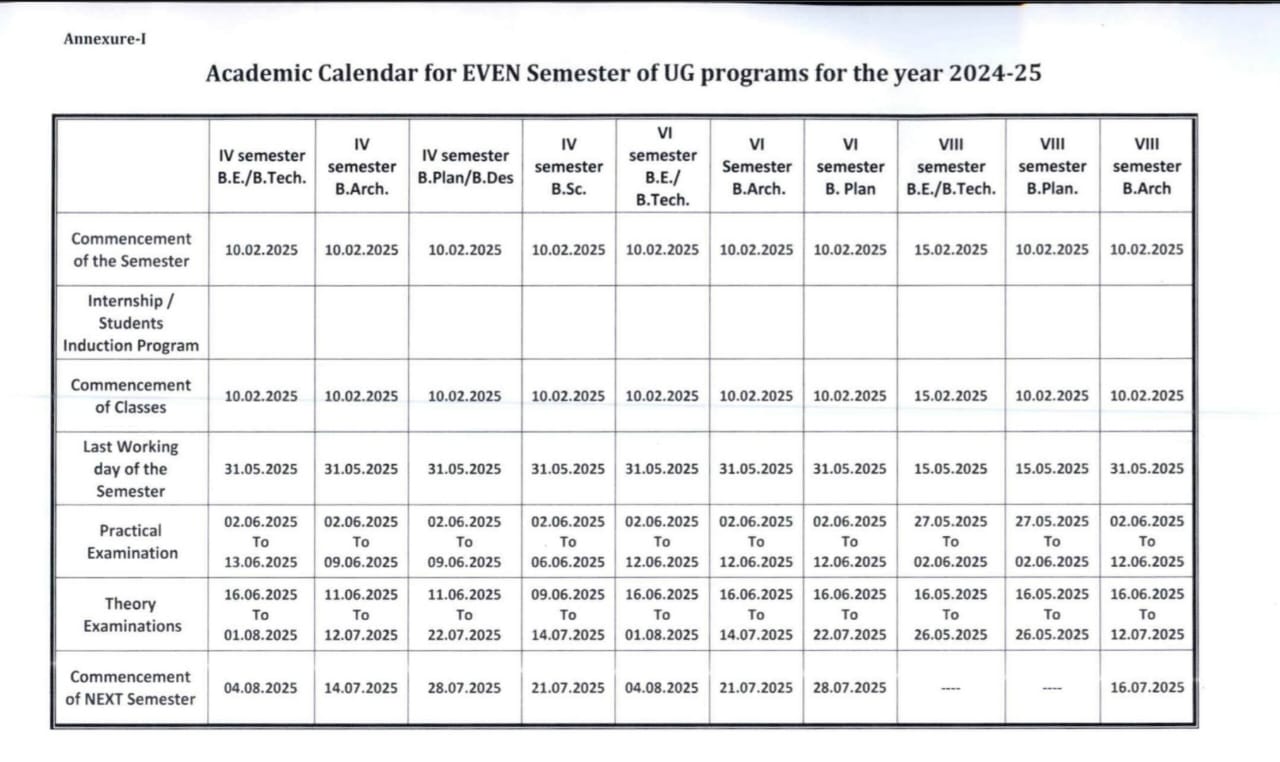 Annexure-I
Academic Calendar for EVEN Semester of UG programs for the year 2024-25
IV semester B.E./B.Tech. IV semester B.Arch. IV semester B.Plan/B.Des IV semester B.Sc. VI semester B.E./ B.Tech. VI Semester B.Arch. VI semester B. Plan VIII semester B.E./B.Tech. VIII semester B.Plan. VIII semester B.Arch
Commencement of the Semester 10.02.2025 10.02.2025 10.02.2025 10.02.2025 10.02.2025 10.02.2025 10.02.2025 15.02.2025 10.02.2025 10.02.2025
Internship / Students Induction Program
Commencement of Classes 10.02.2025 10.02.2025 10.02.2025 10.02.2025 10.02.2025 10.02.2025 10.02.2025 15.02.2025 10.02.2025 10.02.2025
Last Working day of the Semester 31.05.2025 31.05.2025 31.05.2025 31.05.2025 31.05.2025 31.05.2025 31.05.2025 15.05.2025 15.05.2025 31.05.2025
Practical Examination 02.06.2025 To 13.06.2025 02.06.2025 To 09.06.2025 02.06.2025 To 09.06.2025 02.06.2025 To 06.06.2025 02.06.2025 To 12.06.2025 02.06.2025 To 12.06.2025 02.06.2025 To 12.06.2025 27.05.2025 To 02.06.2025 27.05.2025 To 02.06.2025 02.06.2025 To 12.06.2025
Theory Examinations 16.06.2025 To 01.08.2025 11.06.2025 To 12.07.2025 11.06.2025 To 22.07.2025 09.06.2025 To 14.07.2025 16.06.2025 To 01.08.2025 16.06.2025 To 14.07.2025 16.06.2025 To 22.07.2025 16.05.2025 To 26.05.2025 16.05.2025 To 26.05.2025 16.06.2025 To 12.07.2025
Commencement of NEXT Semester 04.08.2025 14.07.2025 28.07.2025 21.07.2025 04.08.2025 21.07.2025 28.07.2025 ---- ---- 16.07.2025